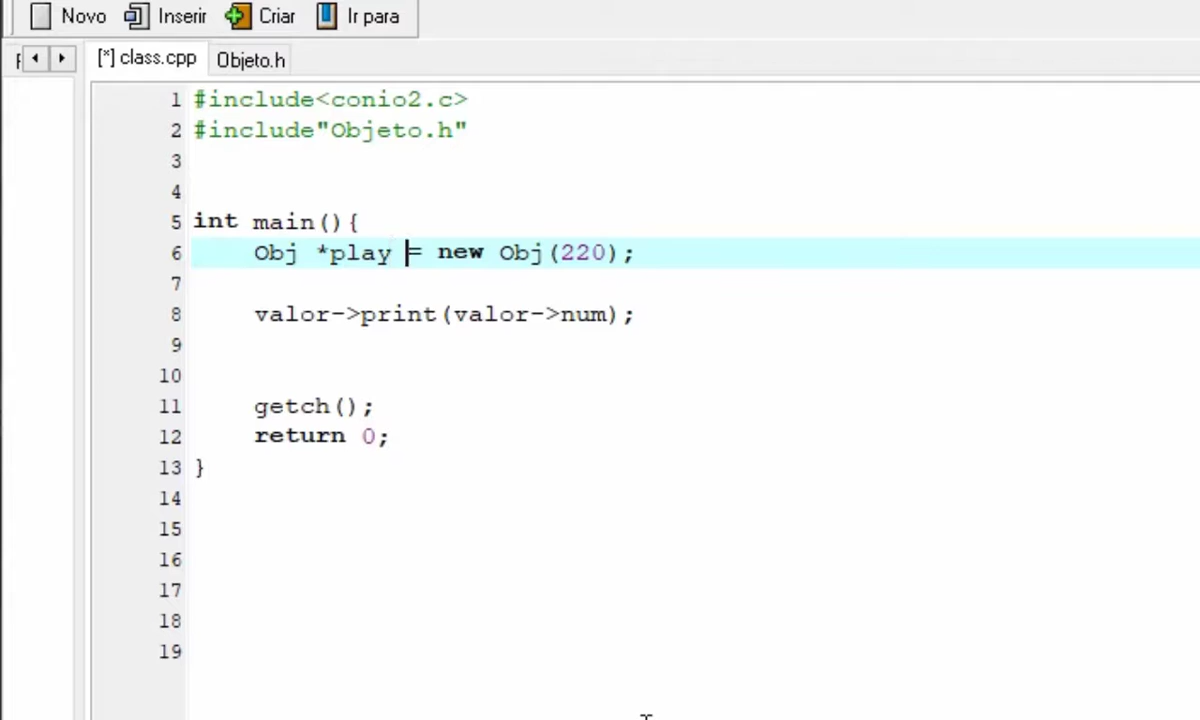 Novo Inserir Criar Ir para
[*] class.cpp Objeto.h
1 #include<conio2.c>
2 #include"Objeto.h"
3
4
5 int main(){
6 Obj *play = new Obj(220);
7
8 valor->print(valor->num);
9
10
11 getch();
12 return 0;
13 }
14
15
16
17
18
19